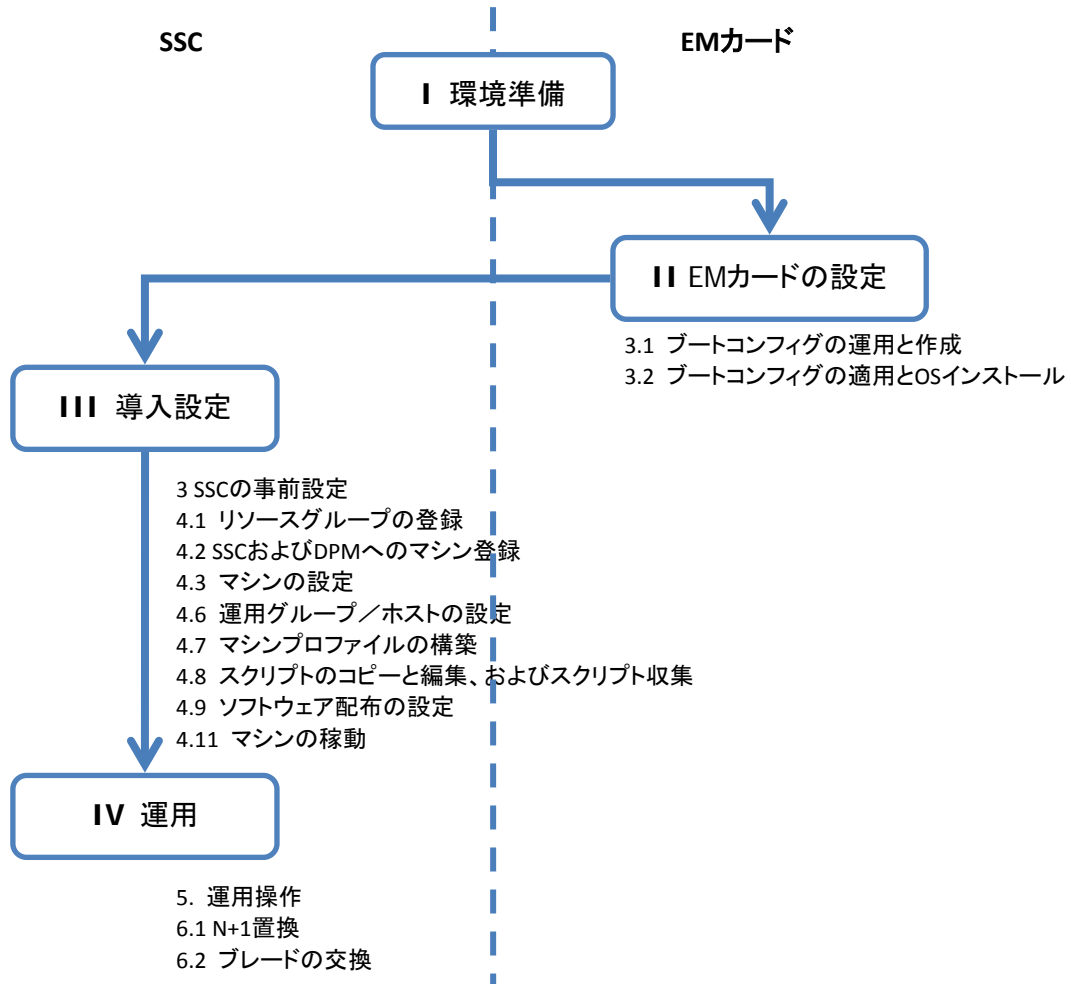 SSC
EMカード
I 環境準備
II EMカードの設定
3.1 ブートコンフィグの運用と作成
3.2 ブートコンフィグの適用とOSインストール
III 導入設定
3 SSCの事前設定
4.1 リソースグループの登録
4.2 SSCおよびDPMへのマシン登録
4.3 マシンの設定
4.6 運用グループ／ホストの設定
4.7 マシンプロファイルの構築
4.8 スクリプトのコピーと編集、およびスクリプト収集
4.9 ソフトウェア配布の設定
4.11 マシンの稼動
IV 運用
5. 運用操作
6.1 N+1置換
6.2 ブレードの交換